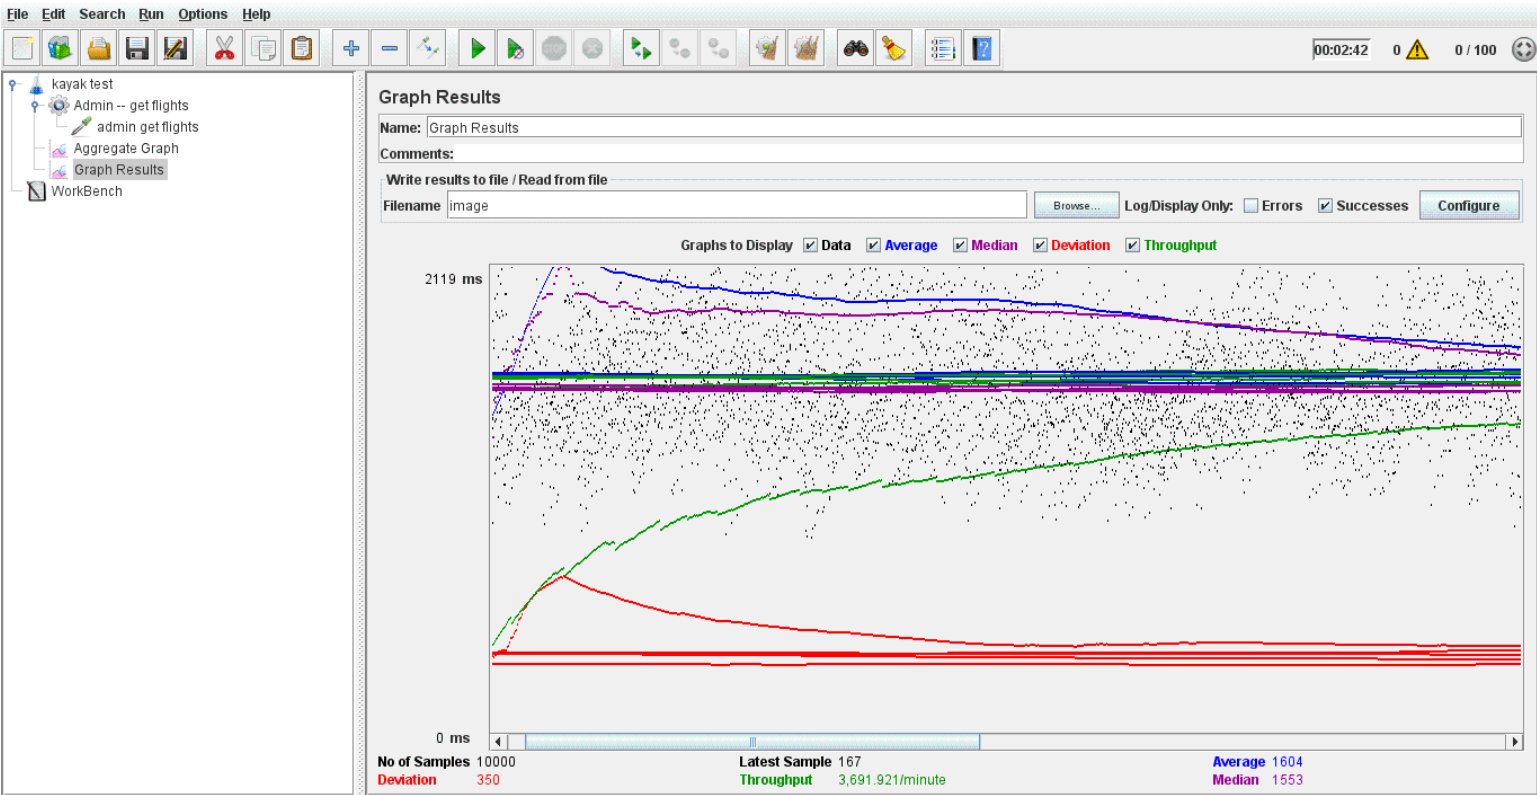 File Edit Search Run Options Help
STOP
00:02:42 0 0 / 100
kayak test
Admin -- get flights
admin get flights
Aggregate Graph
Graph Results
WorkBench
Graph Results
Name: Graph Results
Comments:
Write results to file / Read from file
Filename image Browse... Log/Display Only: Errors Successes Configure
Graphs to Display Data Average Median Deviation Throughput
2119 ms
0 ms
No of Samples 10000 Latest Sample 167 Average 1604
Deviation 350 Throughput 3,691.921/minute Median 1553